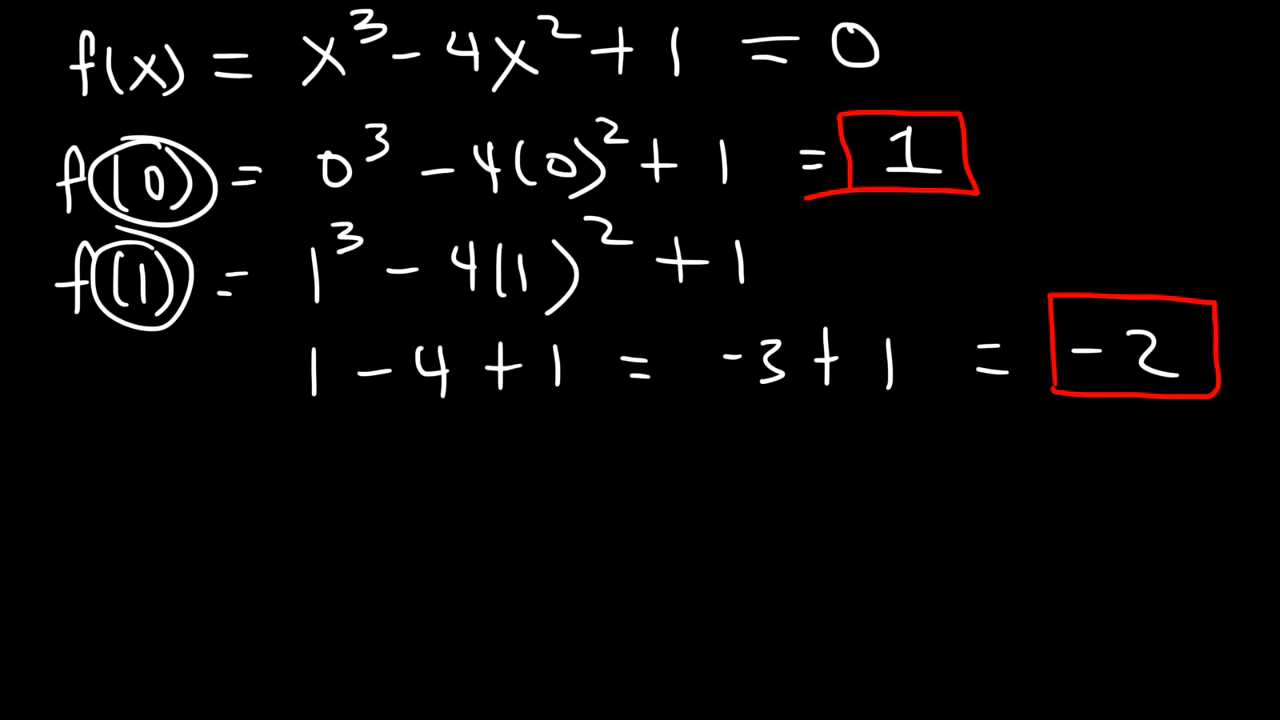 f(x) = x³ - 4x² + 1 = 0
f(0) = 0³ - 4(0)² + 1 = 1
f(1) = 1³ - 4(1)² + 1
1 - 4 + 1 = -3 + 1 = -2